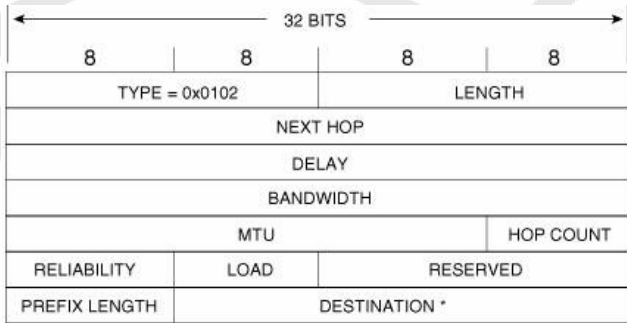 32 BITS
8 8 8 8
TYPE = 0x0102 LENGTH
NEXT HOP
DELAY
BANDWIDTH
MTU HOP COUNT
RELIABILITY LOAD RESERVED
PREFIX LENGTH DESTINATION *